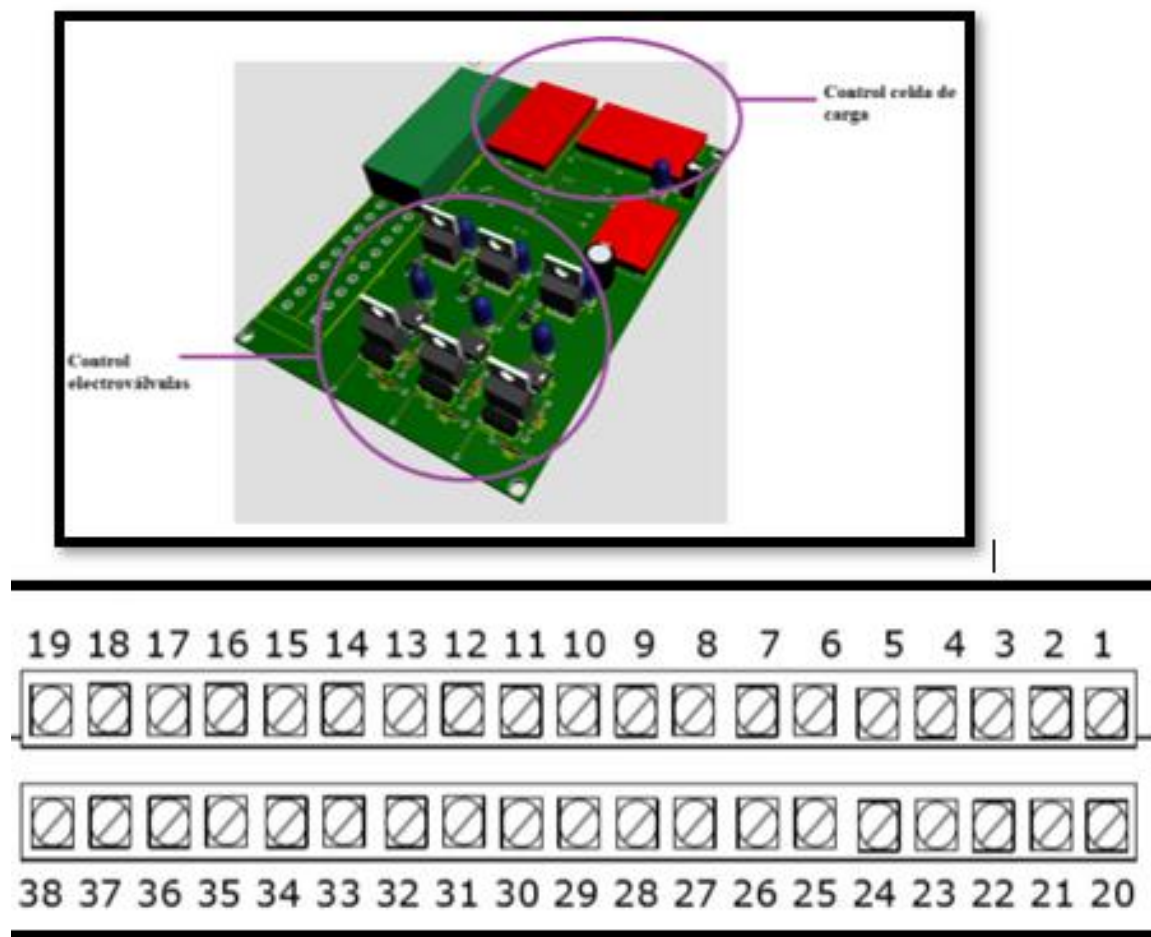 Control celda de
carga
Control
electroválvulas
19 18 17 16 15 14 13 12 11 10 9 8 7 6 5 4 3 2 1
38 37 36 35 34 33 32 31 30 29 28 27 26 25 24 23 22 21 20